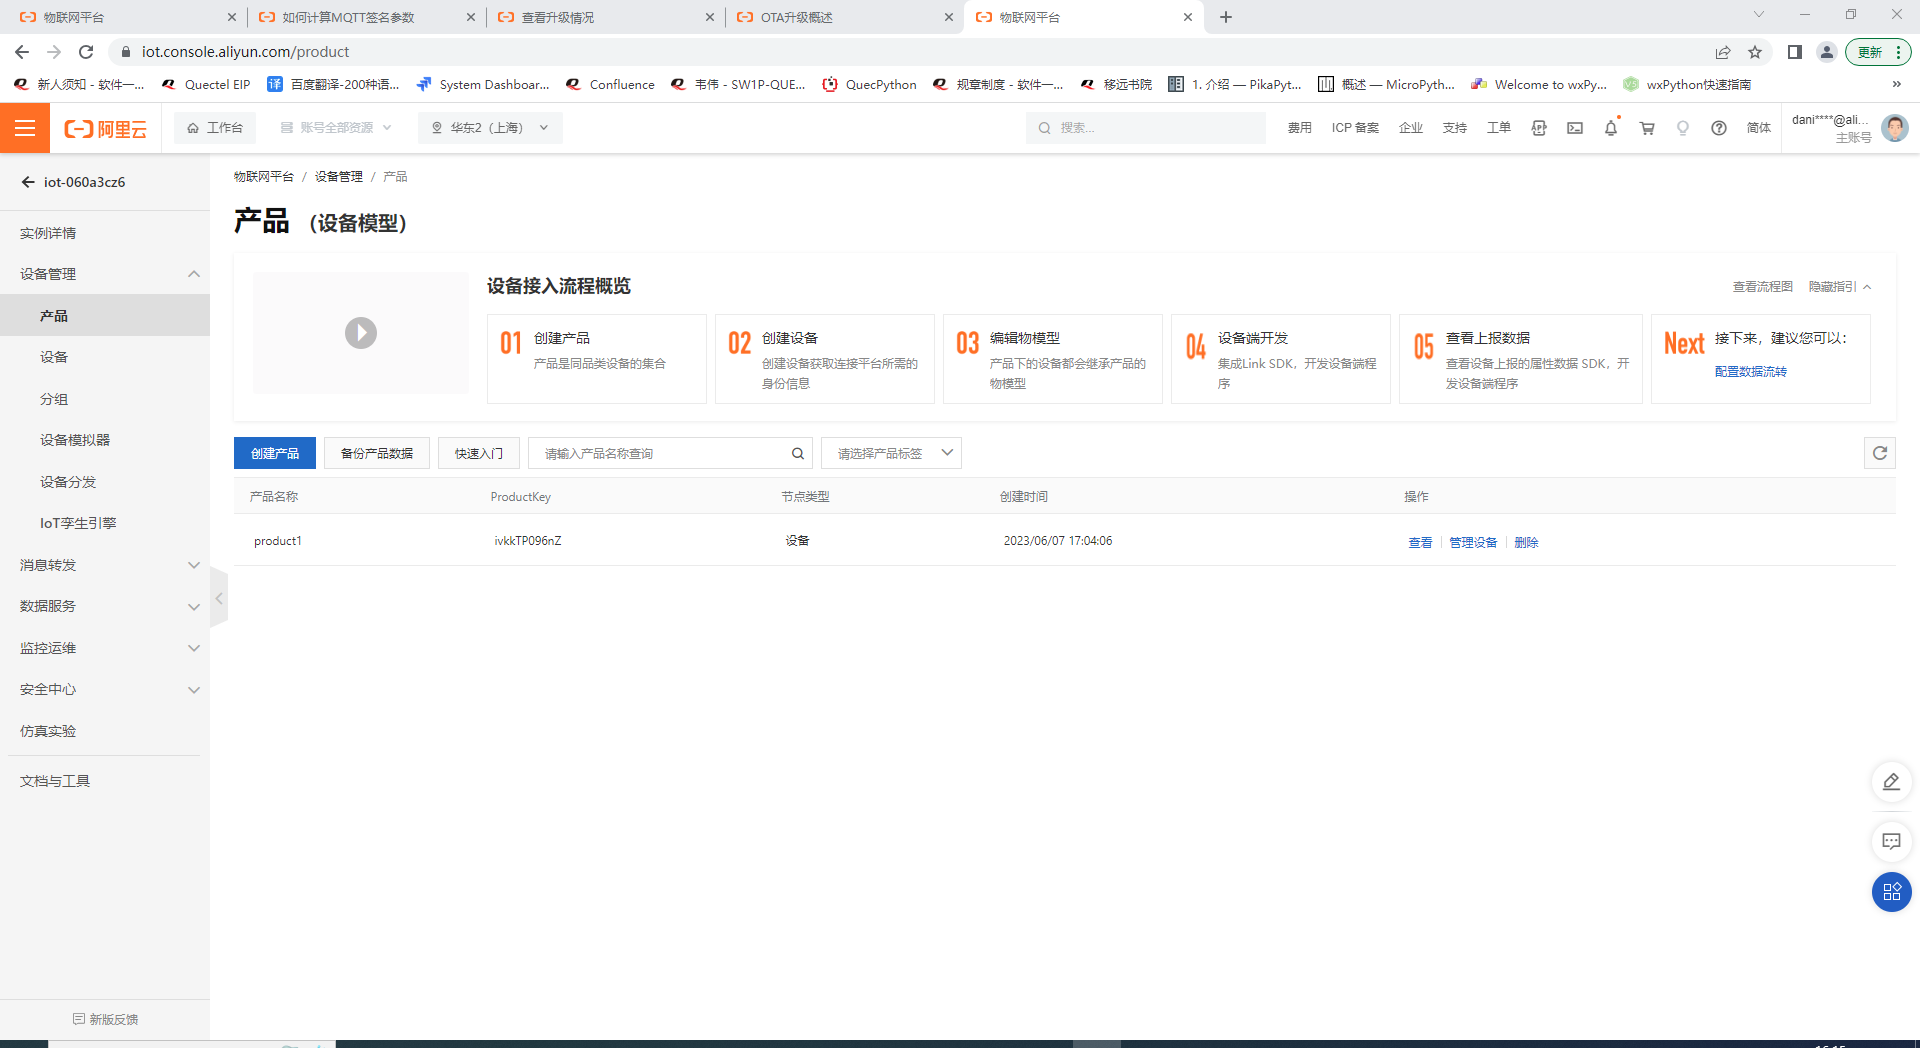 物联网平台
如何计算MQTT签名参数
查看升级情况
OTA升级概述
物联网平台
iot.console.aliyun.com/product
更新
新人须知 - 软件一...
Quectel EIP
百度翻译-200种语...
System Dashboar...
Confluence
韦伟 - SW1P-QUE...
QuecPython
规章制度 - 软件一...
移远书院
1. 介绍 — PikaPyt...
概述 — MicroPyth...
Welcome to wxPy...
wxPython快速指南
»
阿里云
工作台
账号全部资源
华东2（上海）
搜索...
费用
ICP 备案
企业
支持
工单
简体
dani****@ali...
主账号
iot-060a3cz6
实例详情
设备管理
产品
设备
分组
设备模拟器
设备分发
IoT孪生引擎
消息转发
数据服务
监控运维
安全中心
仿真实验
文档与工具
新版反馈
物联网平台 / 设备管理 / 产品
产品 （设备模型）
设备接入流程概览
查看流程图
隐藏指引
01 创建产品
产品是同品类设备的集合
02 创建设备
创建设备获取连接平台所需的
身份信息
03 编辑物模型
产品下的设备都会继承产品的
物模型
04 设备端开发
集成Link SDK，开发设备端程
序
05 查看上报数据
查看设备上报的属性数据 SDK，开
发设备端程序
Next 接下来，建议您可以：
配置数据流转
创建产品
备份产品数据
快速入门
请输入产品名称查询
请选择产品标签
产品名称
ProductKey
节点类型
创建时间
操作
product1
ivkkTP096nZ
设备
2023/06/07 17:04:06
查看
管理设备
删除